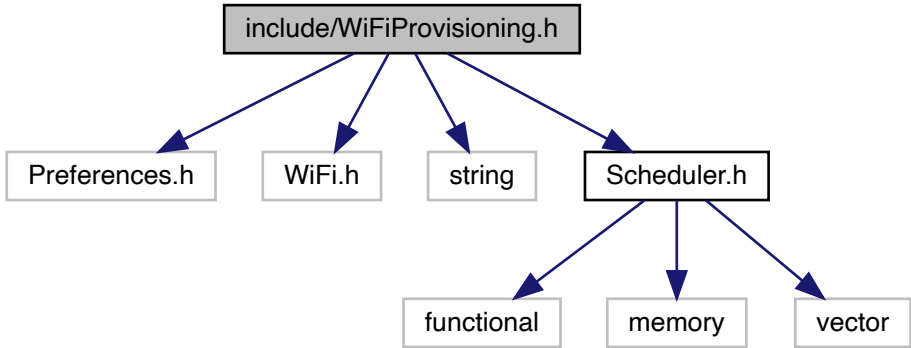 include/WiFiProvisioning.h
Preferences.h
WiFi.h
string
Scheduler.h
functional
memory
vector